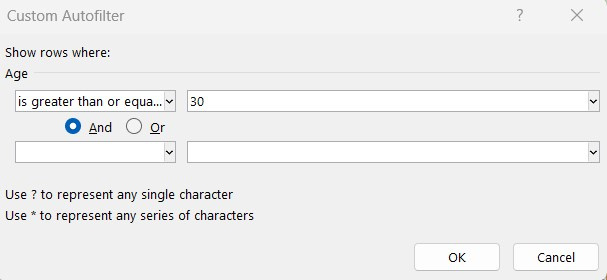 Custom Autofilter ?
Show rows where:
Age
is greater than or equa... 30
And Or
Use ? to represent any single character
Use * to represent any series of characters
OK Cancel